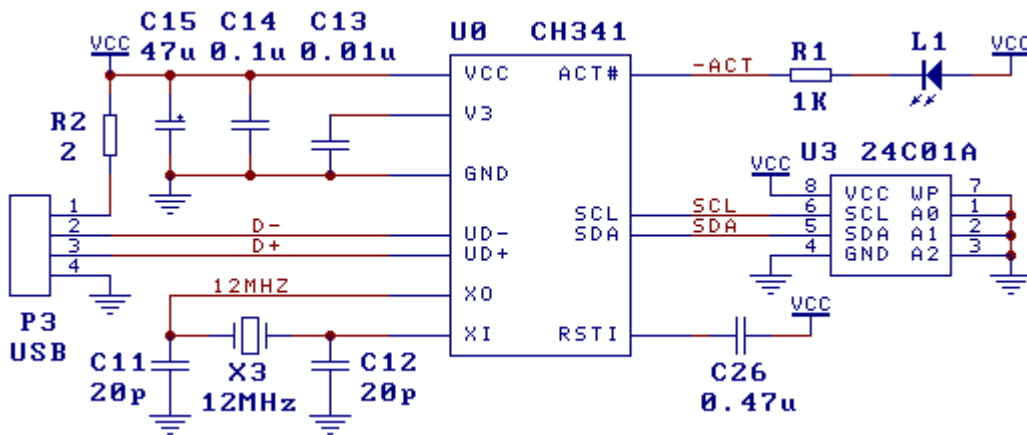 C15 C14 C13
47u 0.1u 0.01u
VCC
R2
2
U0 CH341
VCC
V3
GND
UD-
UD+
XO
XI
ACT#
SCL
SDA
RSTI
-ACT
R1
1K
L1
VCC
U3 24C01A
VCC
8 VCC WP 7
6 SCL A0 1
5 SDA A1 2
4 GND A2 3
SCL
SDA
1
2
3
4
D-
D+
12MHZ
P3
USB
C11
20p
X3
12MHz
C12
20p
VCC
C26
0.47u